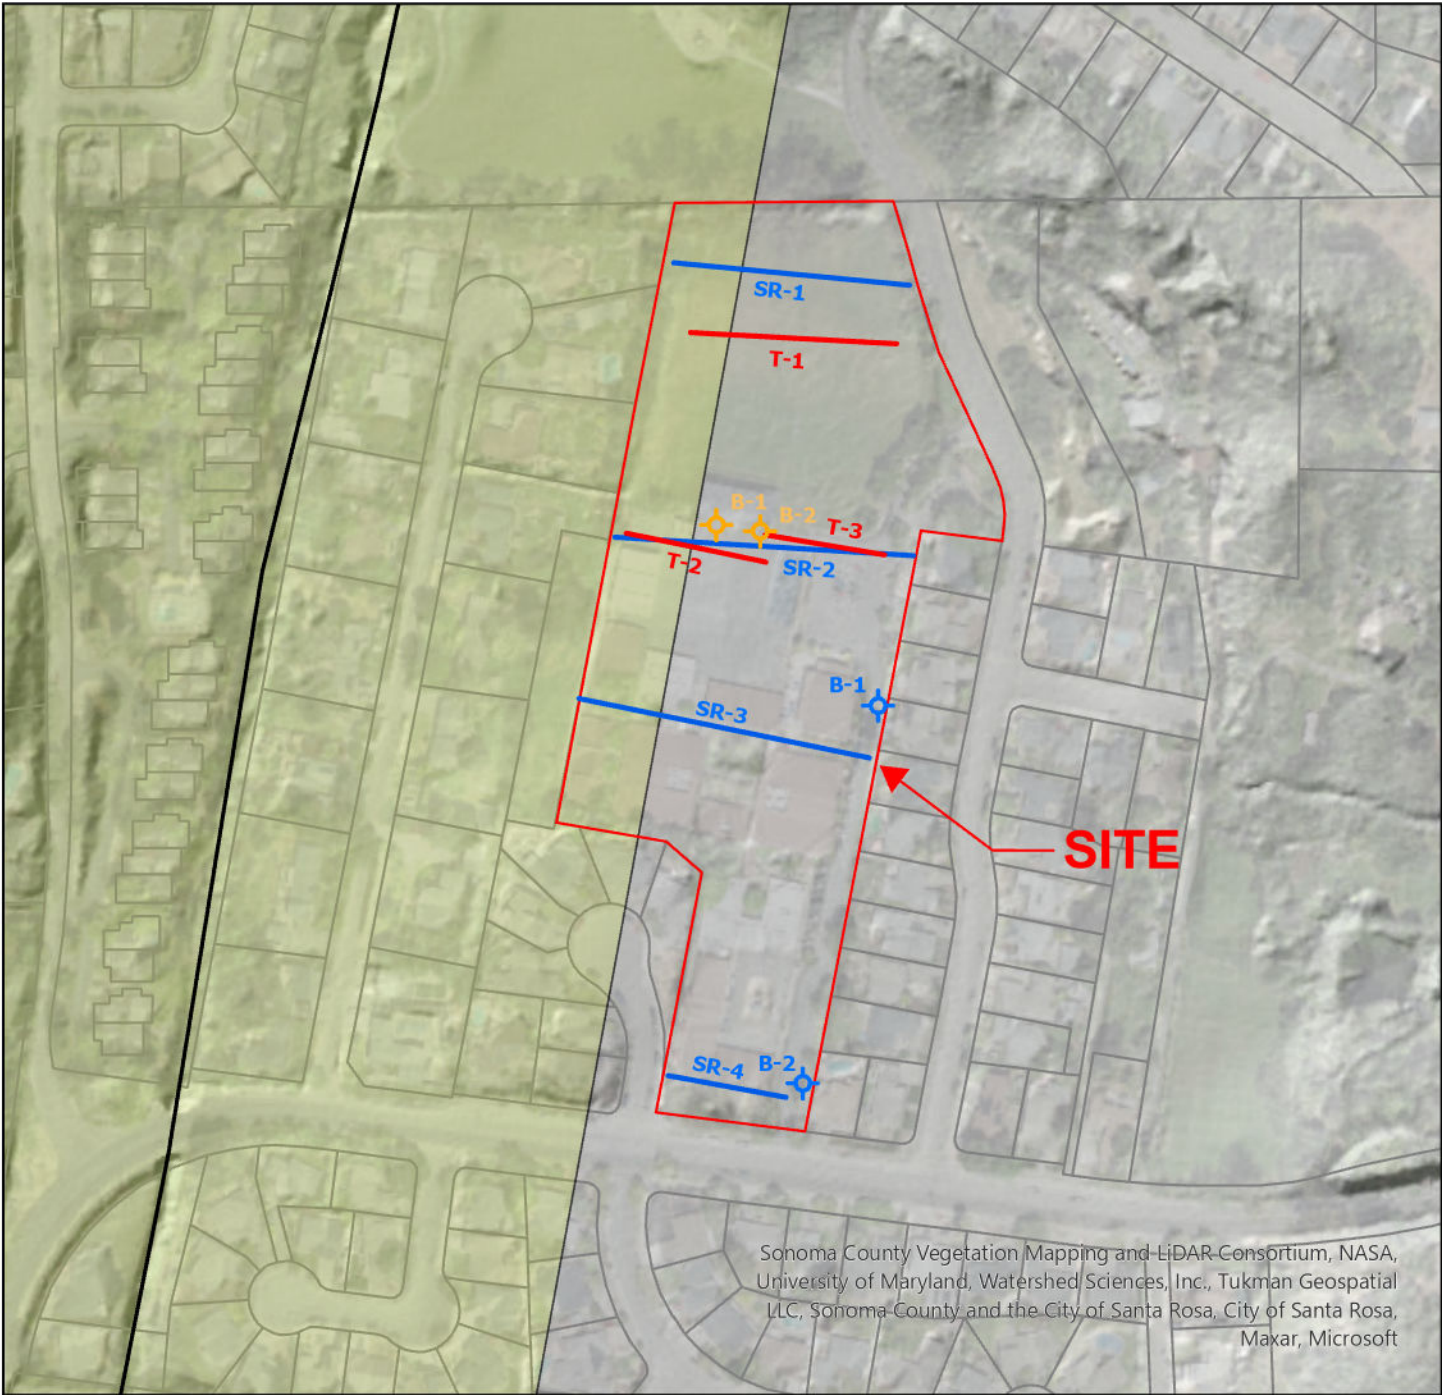 SR-1
T-1
B-1
B-2
T-3
T-2
SR-2
B-1
SR-3
SITE
SR-4
B-2
Sonoma County Vegetation Mapping and LiDAR Consortium, NASA,
University of Maryland, Watershed Sciences, Inc., Tukman Geospatial
LLC, Sonoma County and the City of Santa Rosa, City of Santa Rosa,
Maxar, Microsoft